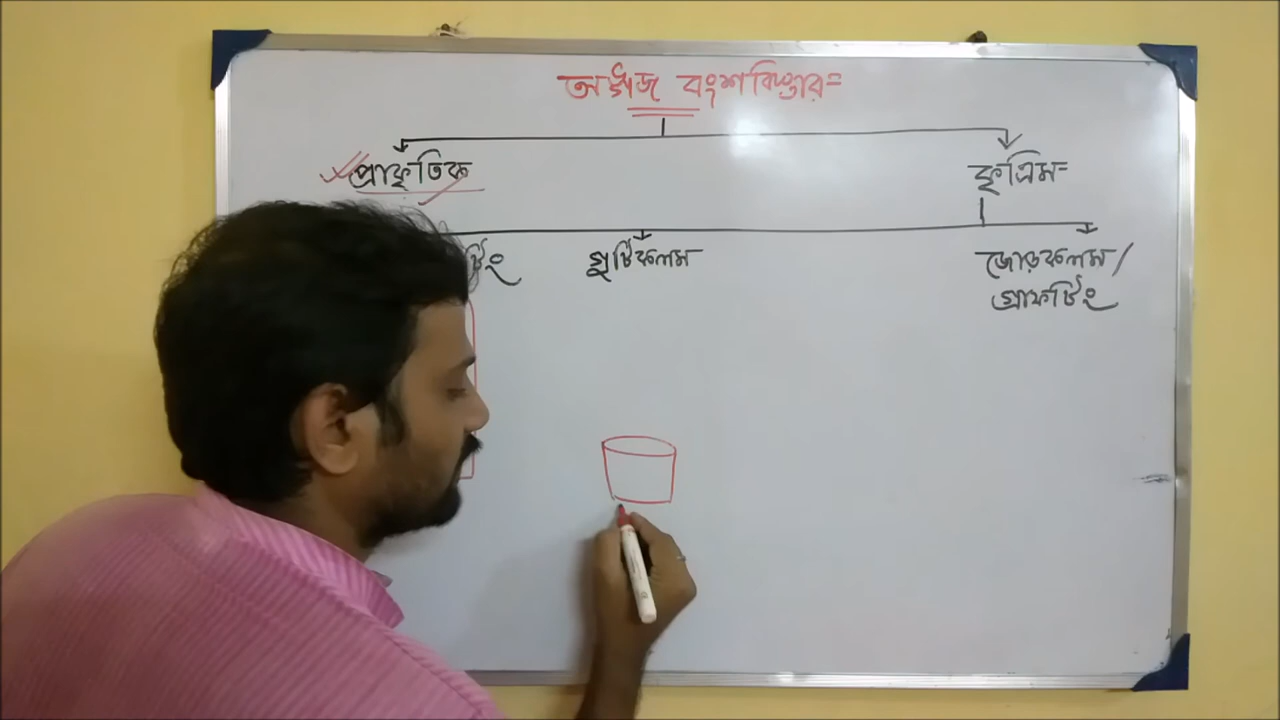 অঙ্গজ বংশবিস্তার=
প্রাকৃতিক
কৃত্রিম=
টিং
গুটিকলম
জোড়কলম/
গ্রাফটিং